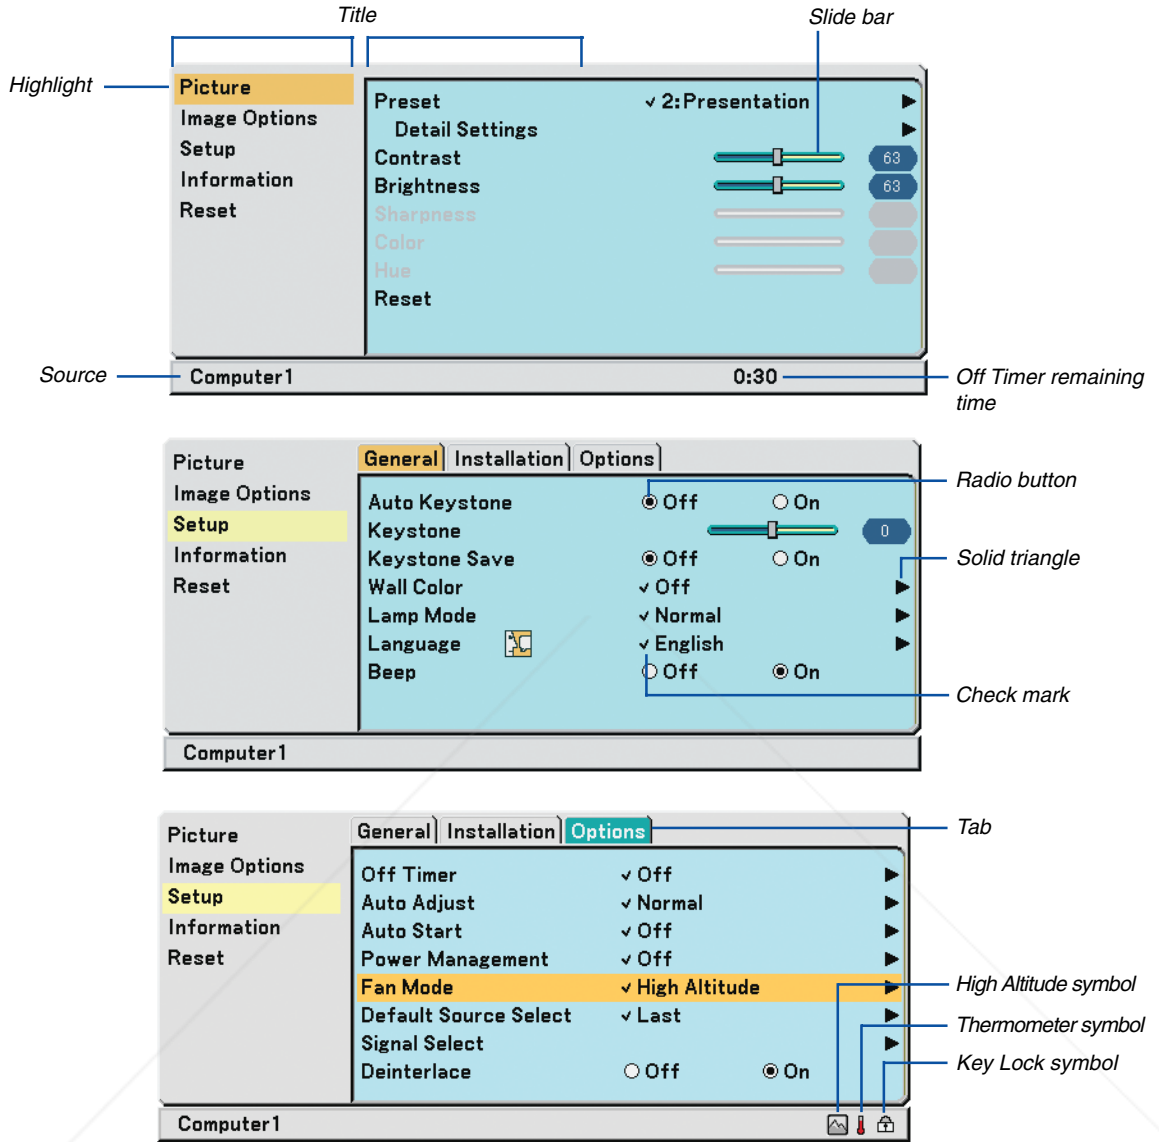 Title
Slide bar
Highlight
Picture
Image Options
Setup
Information
Reset
Preset ✓ 2:Presentation ▶
Detail Settings ▶
Contrast 63
Brightness 63
Sharpness
Color
Hue
Reset
Source
Computer1 0:30
Off Timer remaining
time
Picture
Image Options
Setup
Information
Reset
General Installation Options
Auto Keystone Off On
Keystone 0
Keystone Save Off On
Wall Color ✓ Off ▶
Lamp Mode ✓ Normal ▶
Language ✓ English ▶
Beep Off On
Radio button
Solid triangle
Check mark
Computer1
Picture
Image Options
Setup
Information
Reset
General Installation Options
Tab
Off Timer ✓ Off ▶
Auto Adjust ✓ Normal ▶
Auto Start ✓ Off ▶
Power Management ✓ Off ▶
Fan Mode ✓ High Altitude ▶
Default Source Select ✓ Last ▶
Signal Select ▶
Deinterlace Off On
High Altitude symbol
Thermometer symbol
Key Lock symbol
Computer1